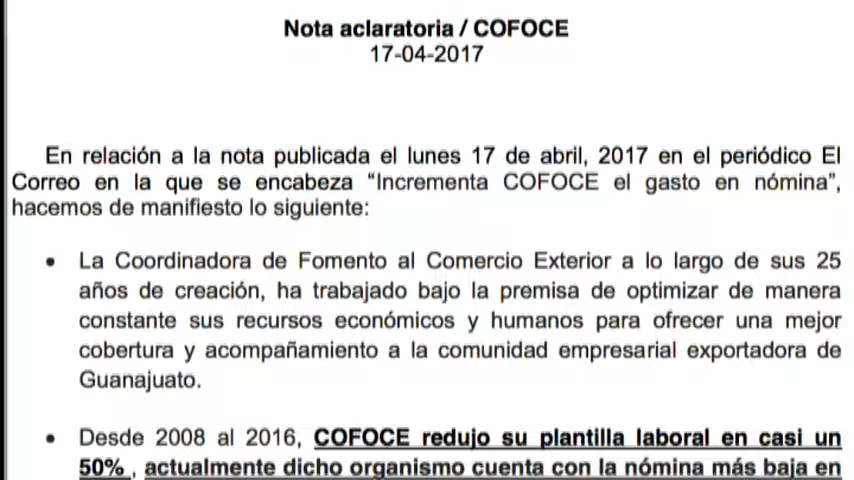 Nota aclaratoria / COFOCE
17-04-2017
En relación a la nota publicada el lunes 17 de abril, 2017 en el periódico El
Correo en la que se encabeza “Incrementa COFOCE el gasto en nómina”,
hacemos de manifiesto lo siguiente:
• La Coordinadora de Fomento al Comercio Exterior a lo largo de sus 25
años de creación, ha trabajado bajo la premisa de optimizar de manera
constante sus recursos económicos y humanos para ofrecer una mejor
cobertura y acompañamiento a la comunidad empresarial exportadora de
Guanajuato.
• Desde 2008 al 2016, COFOCE redujo su plantilla laboral en casi un
50% , actualmente dicho organismo cuenta con la nómina más baja en